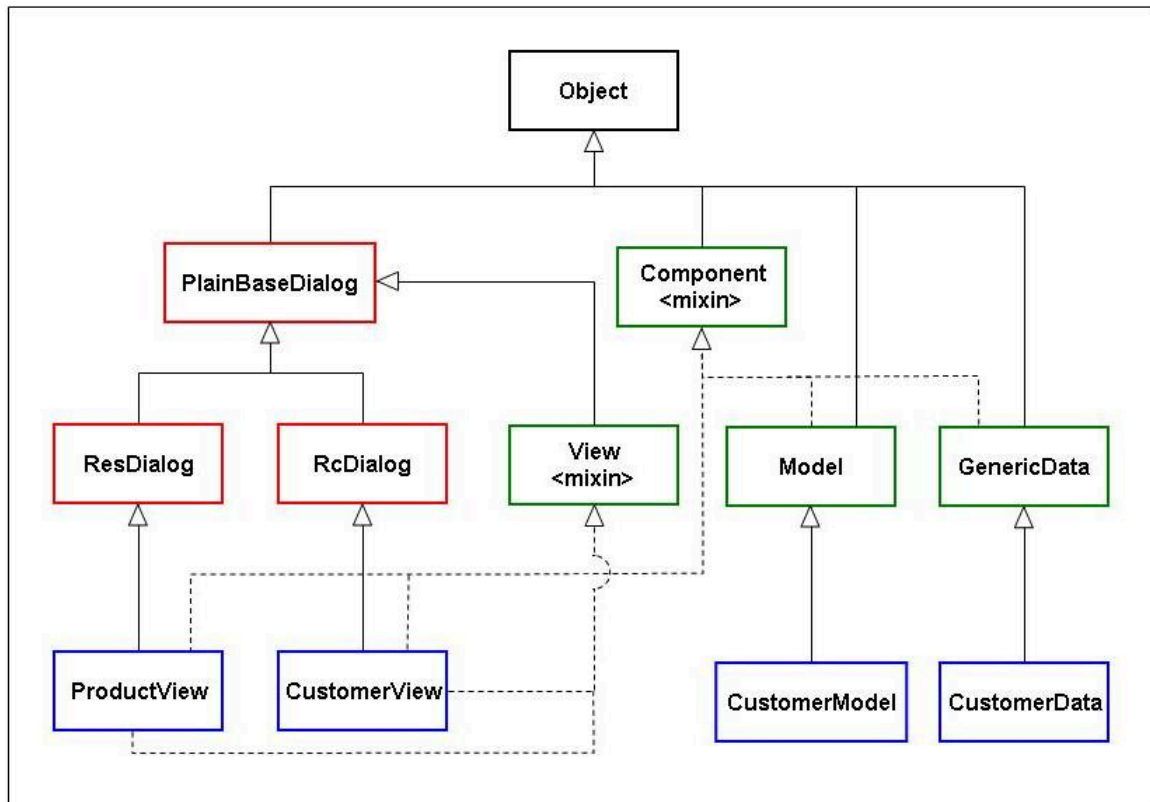 Object
PlainBaseDialog
Component
<mixin>
ResDialog
RcDialog
View
<mixin>
Model
GenericData
ProductView
CustomerView
CustomerModel
CustomerData